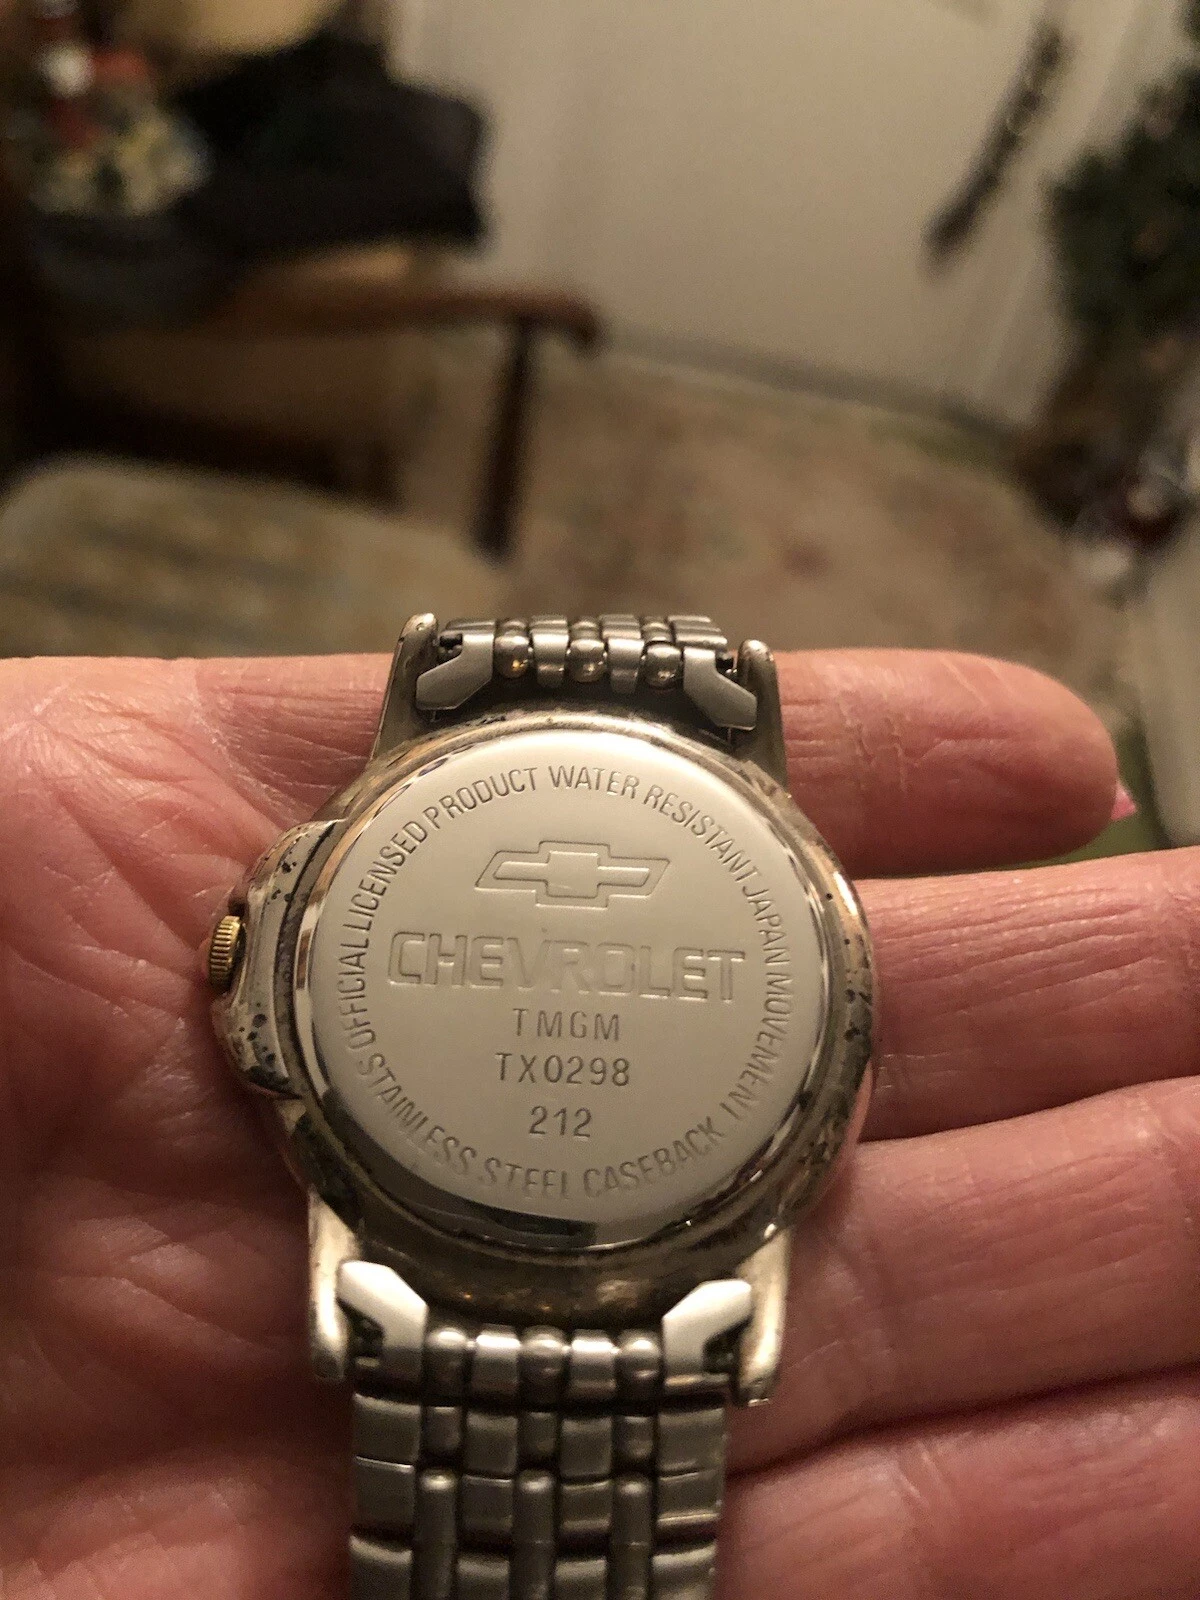 OFFICIAL LICENSED PRODUCT WATER RESISTANT JAPAN MOVEMENT
CHEVROLET
TMGM
TX0298
212
STAINLESS STEEL CASEBACK